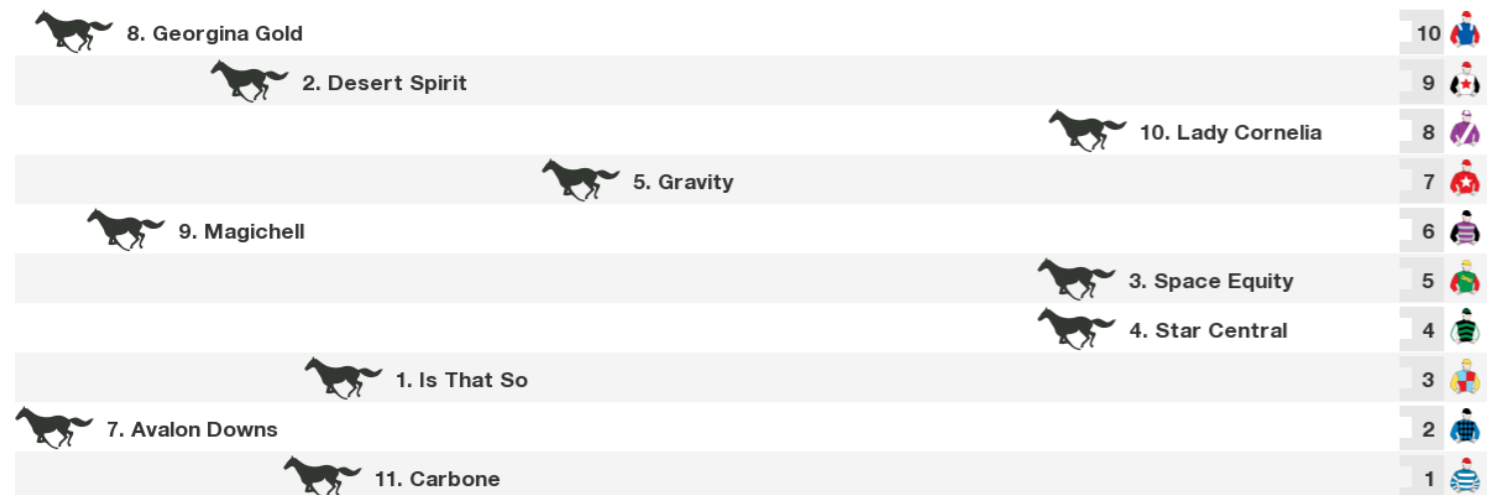 8. Georgina Gold 10
2. Desert Spirit 9
10. Lady Cornelia 8
5. Gravity 7
9. Magichell 6
3. Space Equity 5
4. Star Central 4
1. Is That So 3
7. Avalon Downs 2
11. Carbone 1